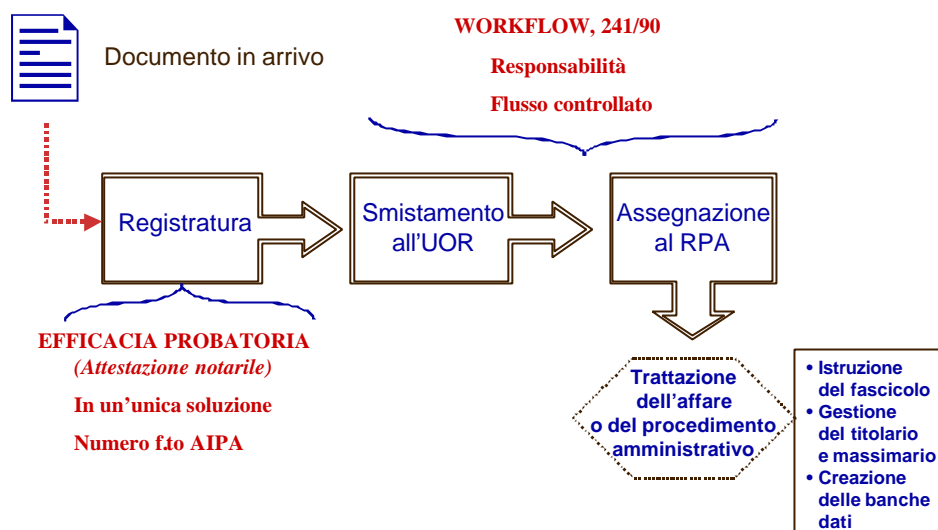 Documento in arrivo
WORKFLOW, 241/90
Responsabilità
Flusso controllato
Registratura
Smistamento
all'UOR
Assegnazione
al RPA
EFFICACIA PROBATORIA
(Attestazione notarile)
In un'unica soluzione
Numero f.to AIPA
Trattazione
dell'affare
o del procedimento
amministrativo
• Istruzione
del fascicolo
• Gestione
del titolario
e massimario
• Creazione
delle banche
dati